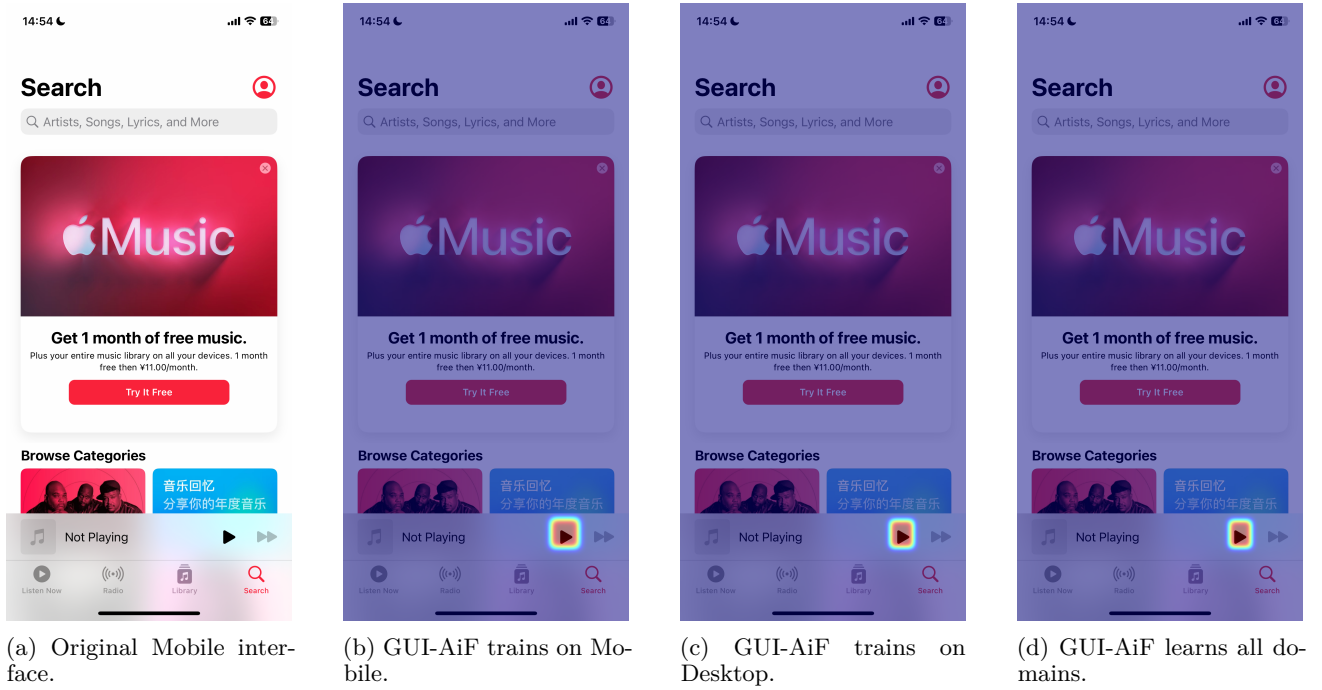 14:54
64
Search
Artists, Songs, Lyrics, and More
Music
Get 1 month of free music.
Plus your entire music library on all your devices. 1 month
free then ¥11.00/month.
Try It Free
Browse Categories
音乐回忆
分享你的年度音乐
Not Playing
Listen Now
Radio
Library
Search
(a) Original Mobile inter-
face.
14:54
64
Search
Artists, Songs, Lyrics, and More
Music
Get 1 month of free music.
Plus your entire music library on all your devices. 1 month
free then ¥11.00/month.
Try It Free
Browse Categories
音乐回忆
分享你的年度音乐
Not Playing
Listen Now
Radio
Library
Search
(b) GUI-AiF trains on Mo-
bile.
14:54
64
Search
Artists, Songs, Lyrics, and More
Music
Get 1 month of free music.
Plus your entire music library on all your devices. 1 month
free then ¥11.00/month.
Try It Free
Browse Categories
音乐回忆
分享你的年度音乐
Not Playing
Listen Now
Radio
Library
Search
(c) GUI-AiF trains on
Desktop.
14:54
64
Search
Artists, Songs, Lyrics, and More
Music
Get 1 month of free music.
Plus your entire music library on all your devices. 1 month
free then ¥11.00/month.
Try It Free
Browse Categories
音乐回忆
分享你的年度音乐
Not Playing
Listen Now
Radio
Library
Search
(d) GUI-AiF learns all do-
mains.